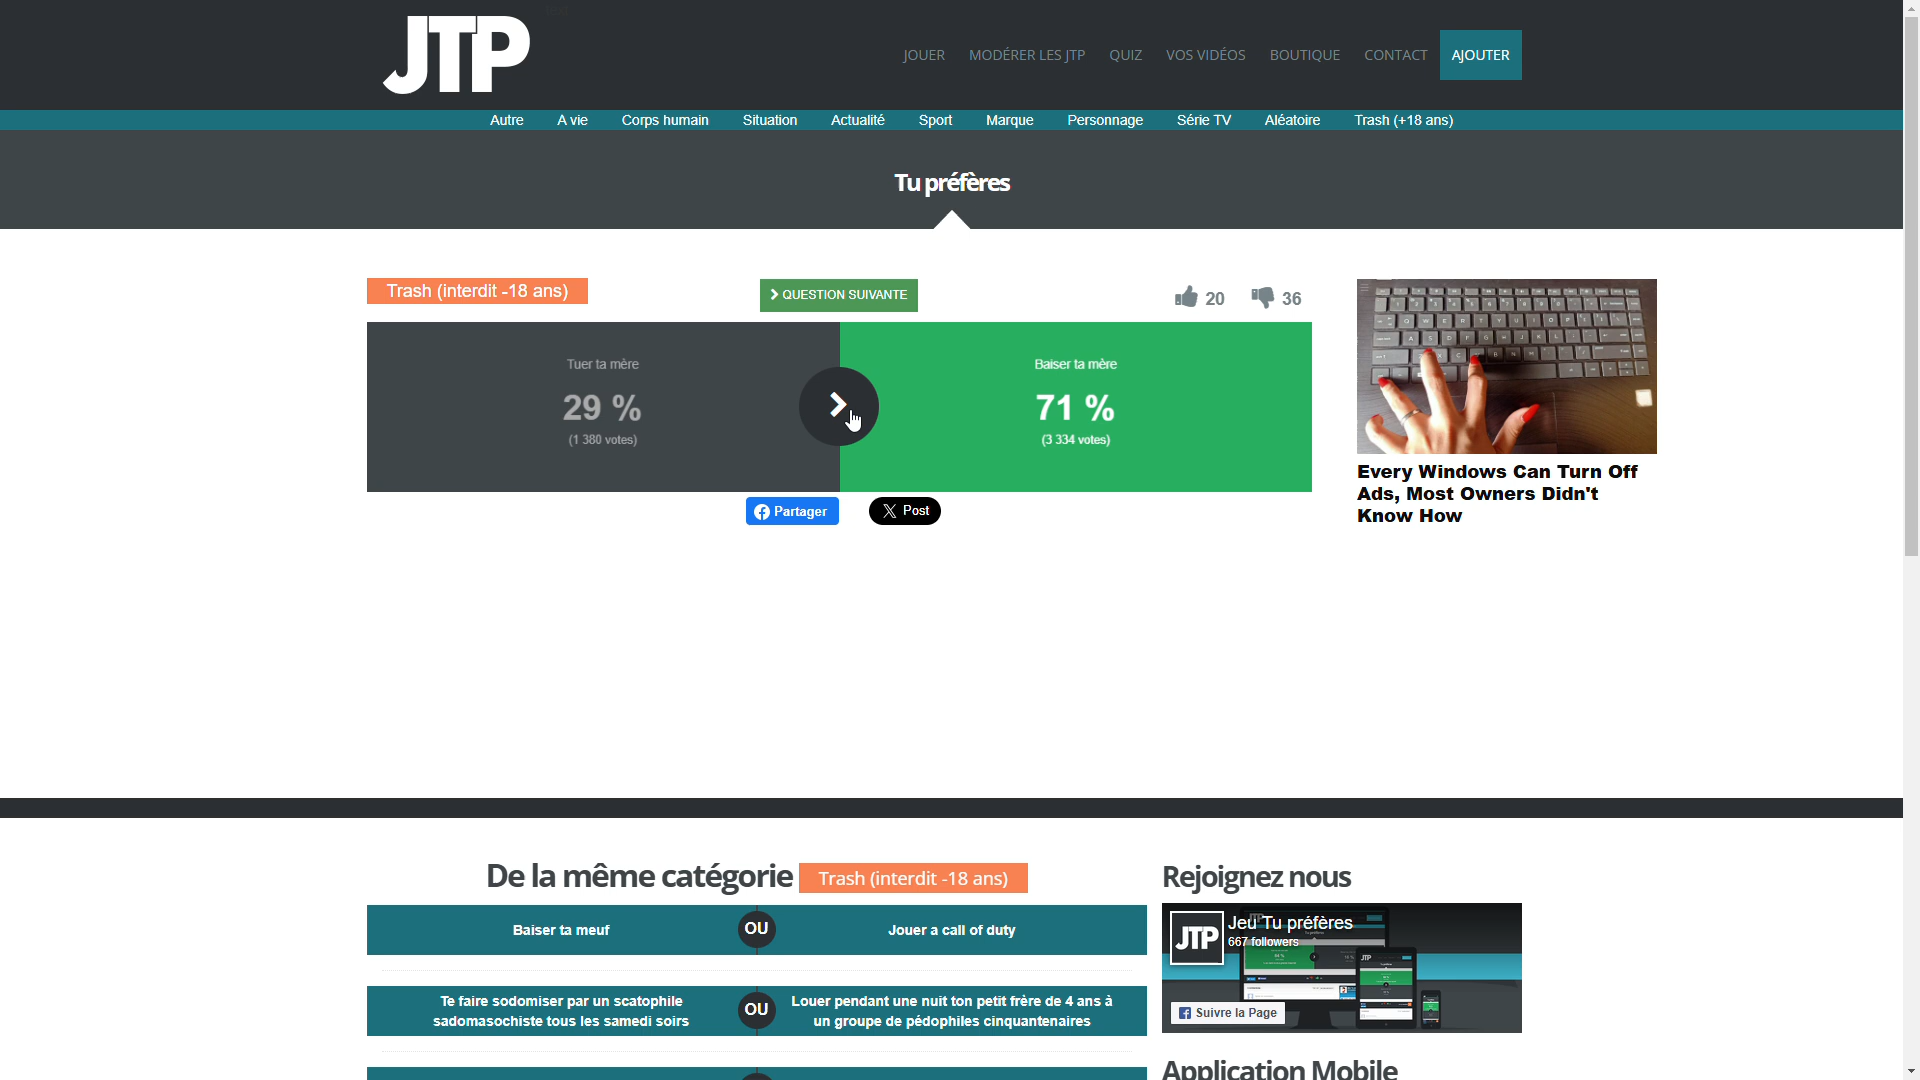 JTP
JOUER
MODÉRER LES JTP
QUIZ
VOS VIDÉOS
BOUTIQUE
CONTACT
AJOUTER
Autre
A vie
Corps humain
Situation
Actualité
Sport
Marque
Personnage
Série TV
Aléatoire
Trash (+18 ans)
Tu préfères
Trash (interdit -18 ans)
QUESTION SUIVANTE
20
36
Tuer ta mère
29 %
(1 380 votes)
Baiser ta mère
71 %
(3 334 votes)
Partager
Post
Every Windows Can Turn Off
Ads, Most Owners Didn't
Know How
De la même catégorie
Trash (interdit -18 ans)
Baiser ta meuf
OU
Jouer a call of duty
Te faire sodomiser par un scatophile
sadomasochiste tous les samedi soirs
OU
Louer pendant une nuit ton petit frère de 4 ans à
un groupe de pédophiles cinquantenaires
Rejoignez nous
JTP
Jeu Tu préfères
667 followers
Suivre la Page
Application Mobile